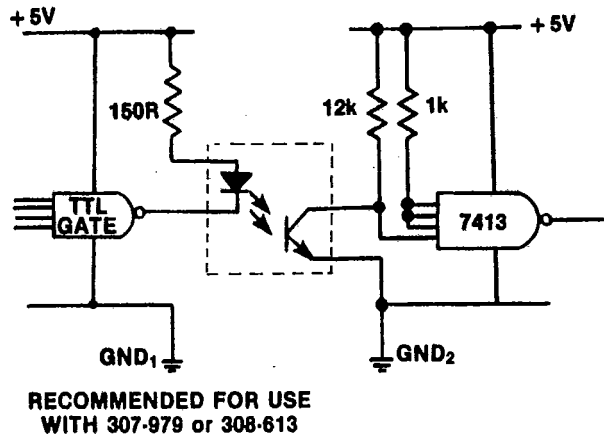 +5V
+5V
150R
12k
1k
TTL
GATE
7413
GND1
GND2
RECOMMENDED FOR USE
WITH 307-979 or 308-613